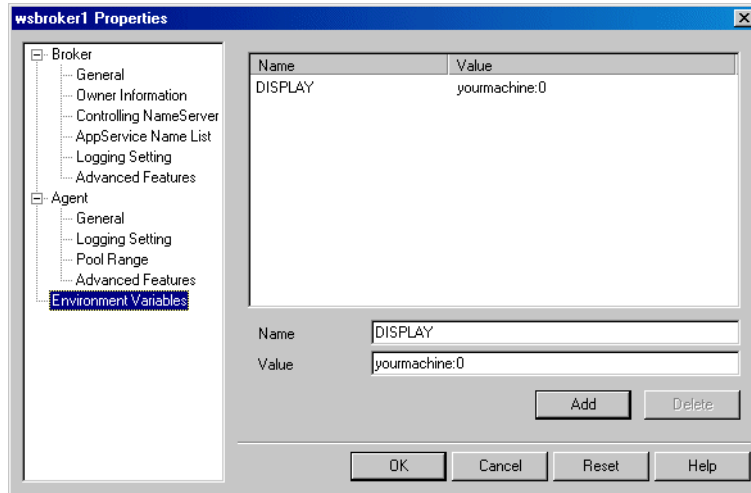 wsbroker1 Properties
Broker
General
Owner Information
Controlling NameServer
AppService Name List
Logging Setting
Advanced Features
Agent
General
Logging Setting
Pool Range
Advanced Features
Environment Variables
Name Value
DISPLAY yourmachine:0
Name DISPLAY
Value yourmachine:0
Add Delete
OK Cancel Reset Help